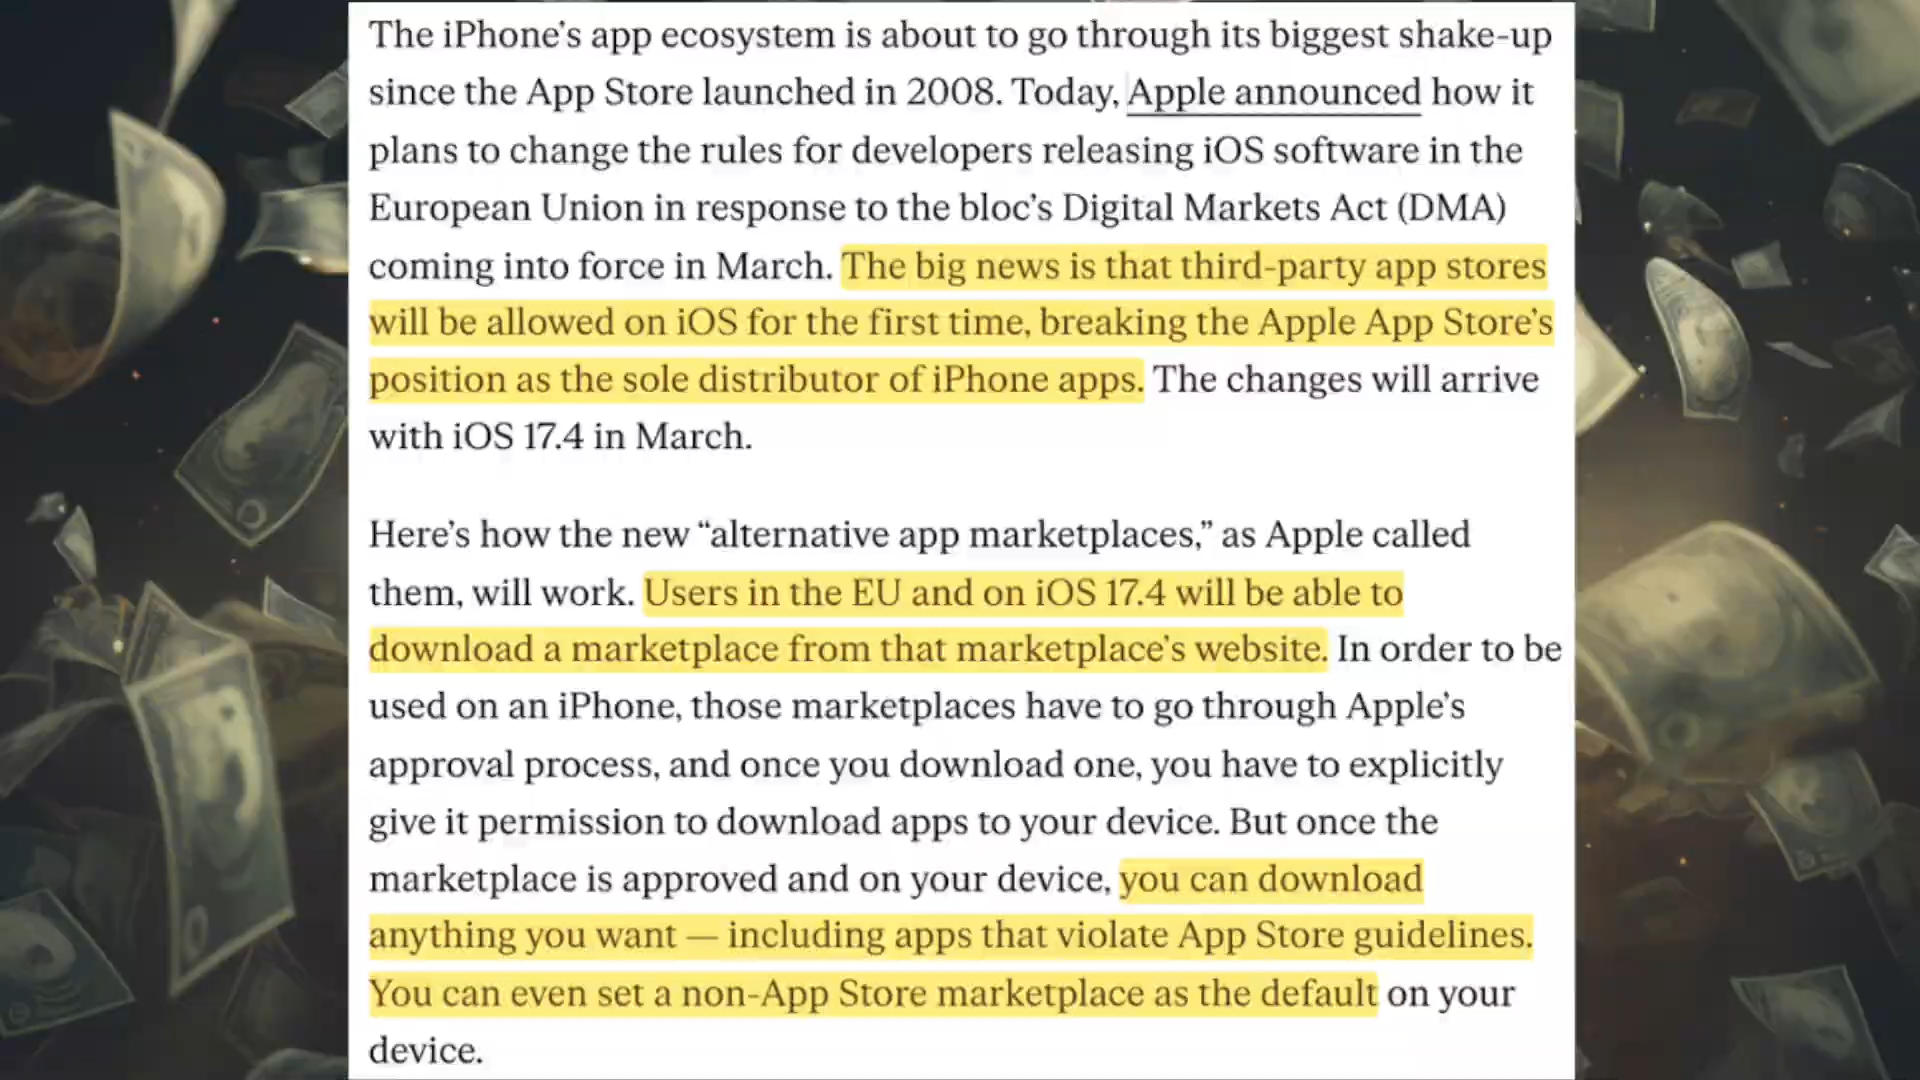 The iPhone’s app ecosystem is about to go through its biggest shake-up
since the App Store launched in 2008. Today, Apple announced how it
plans to change the rules for developers releasing iOS software in the
European Union in response to the bloc’s Digital Markets Act (DMA)
coming into force in March. The big news is that third-party app stores
will be allowed on iOS for the first time, breaking the Apple App Store’s
position as the sole distributor of iPhone apps. The changes will arrive
with iOS 17.4 in March.
Here’s how the new “alternative app marketplaces,” as Apple called
them, will work. Users in the EU and on iOS 17.4 will be able to
download a marketplace from that marketplace’s website. In order to be
used on an iPhone, those marketplaces have to go through Apple’s
approval process, and once you download one, you have to explicitly
give it permission to download apps to your device. But once the
marketplace is approved and on your device, you can download
anything you want — including apps that violate App Store guidelines.
You can even set a non-App Store marketplace as the default on your
device.